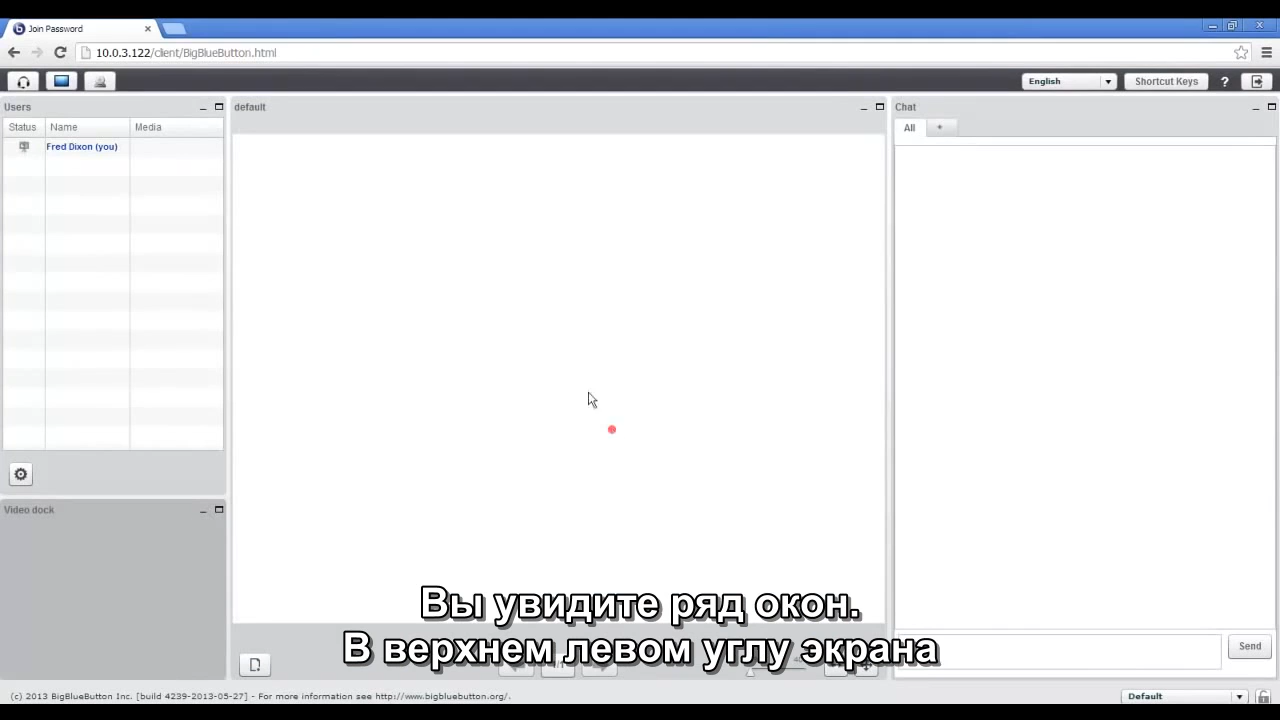 Join Password
10.0.3.122/client/BigBlueButton.html
English
Shortcut Keys
?
Users
default
Chat
Status Name Media
All +
Fred Dixon (you)
Video dock
Вы увидите ряд окон.
В верхнем левом углу экрана
Send
(c) 2013 BigBlueButton Inc. [build 4239-2013-05-27] - For more information see http://www.bigbluebutton.org/.
Default